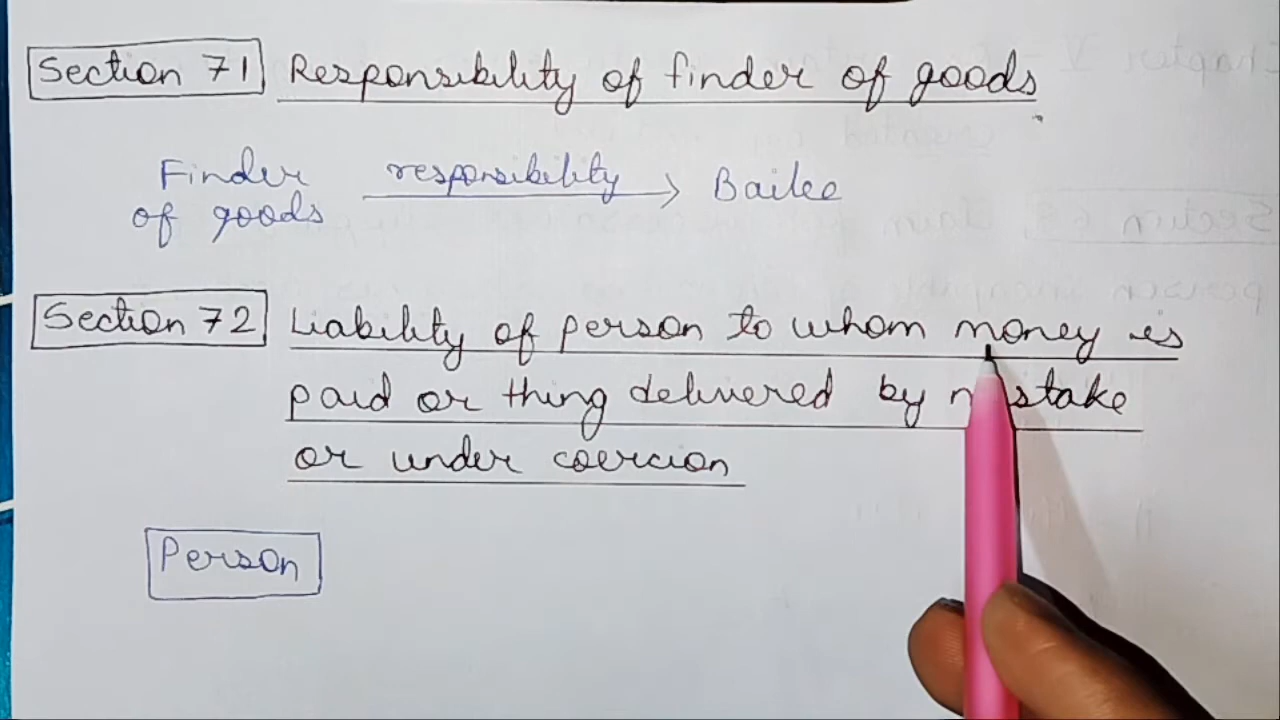 Section 71 Responsibility of finder of goods
Finder of goods responsibility Bailee
Section 72 Liability of person to whom money is
paid or thing delivered by mistake
or under coercion
Person